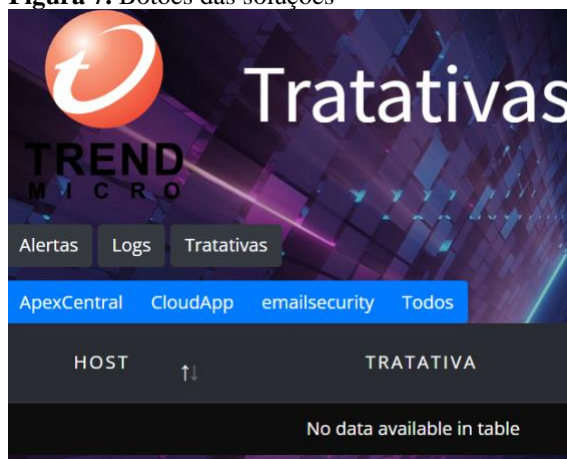 Figura 7. Botões das soluções
Tratativas
TREND
MICRO
Alertas Logs Tratativas
ApexCentral CloudApp emailsecurity Todos
HOST ↑↓ TRATATIVA
No data available in table